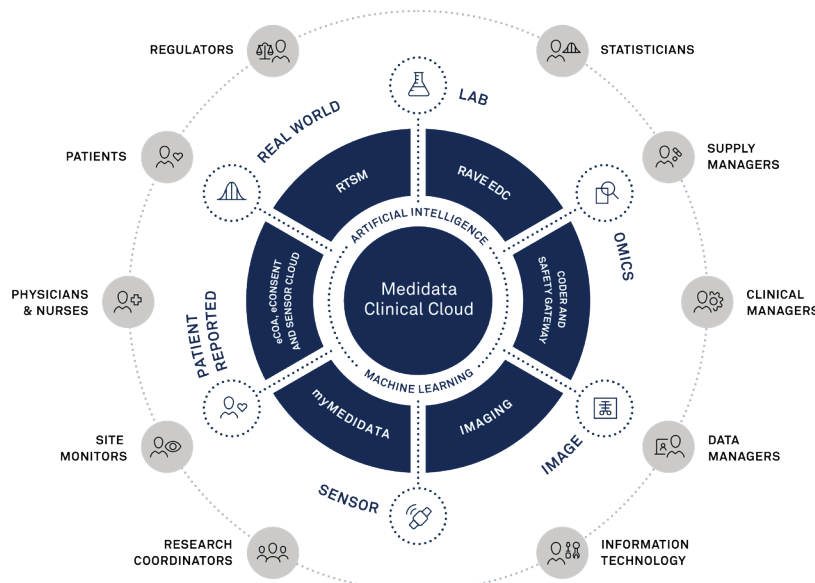 REGULATORS
STATISTICIANS
LAB
REAL WORLD
PATIENTS
SUPPLY
MANAGERS
RTSM
RAVE EDC
ARTIFICIAL INTELLIGENCE
OMICS
PHYSICIANS
& NURSES
eCOA, eCONSENT
AND SENSOR CLOUD
Medidata
Clinical Cloud
CODER AND
SAFETY GATEWAY
CLINICAL
MANAGERS
PATIENT
REPORTED
MACHINE LEARNING
myMEDIDATA
IMAGING
SITE
MONITORS
IMAGE
DATA
MANAGERS
SENSOR
RESEARCH
COORDINATORS
INFORMATION
TECHNOLOGY